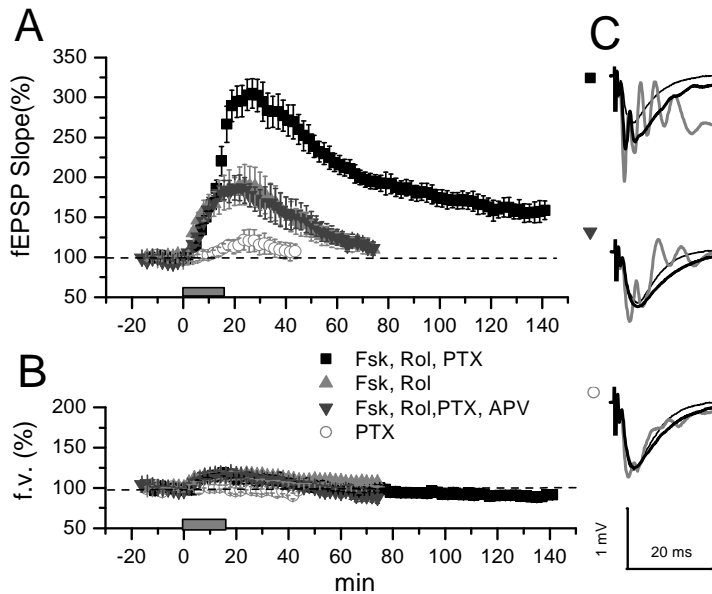 A
C
fEPSP Slope(%)
350
300
250
200
150
100
50
-20 0 20 40 60 80 100 120 140
Fsk, Rol, PTX
Fsk, Rol
Fsk, Rol,PTX, APV
PTX
B
f.v. (%)
200
150
100
50
-20 0 20 40 60 80 100 120 140
min
1 mV
20 ms